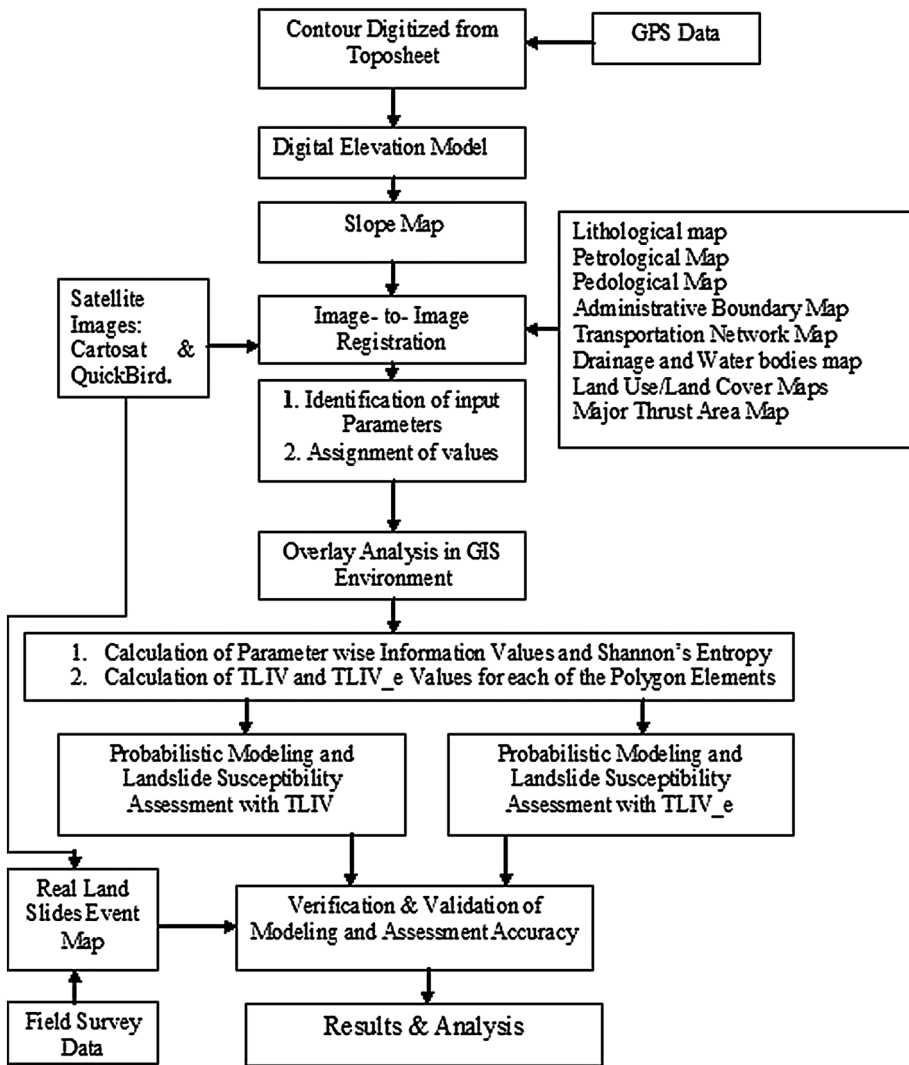 Contour Digitized from
Toposheet
GPS Data
Digital Elevation Model
Slope Map
Lithological map
Petrological Map
Pedological Map
Administrative Boundary Map
Transportation Network Map
Drainage and Water bodies map
Land Use/Land Cover Maps
Major Thrust Area Map
Satellite
Images:
Cartosat &
QuickBird.
Image- to- Image
Registration
1. Identification of input
Parameters
2. Assignment of values
Overlay Analysis in GIS
Environment
1. Calculation of Parameter wise Information Values and Shannon's Entropy
2. Calculation of TLIV and TLIV_e Values for each of the Polygon Elements
Probabilistic Modeling and
Landslide Susceptibility
Assessment with TLIV
Probabilistic Modeling and
Landslide Susceptibility
Assessment with TLIV_e
Real Land
Slides Event
Map
Verification & Validation of
Modeling and Assessment Accuracy
Field Survey
Data
Results & Analysis